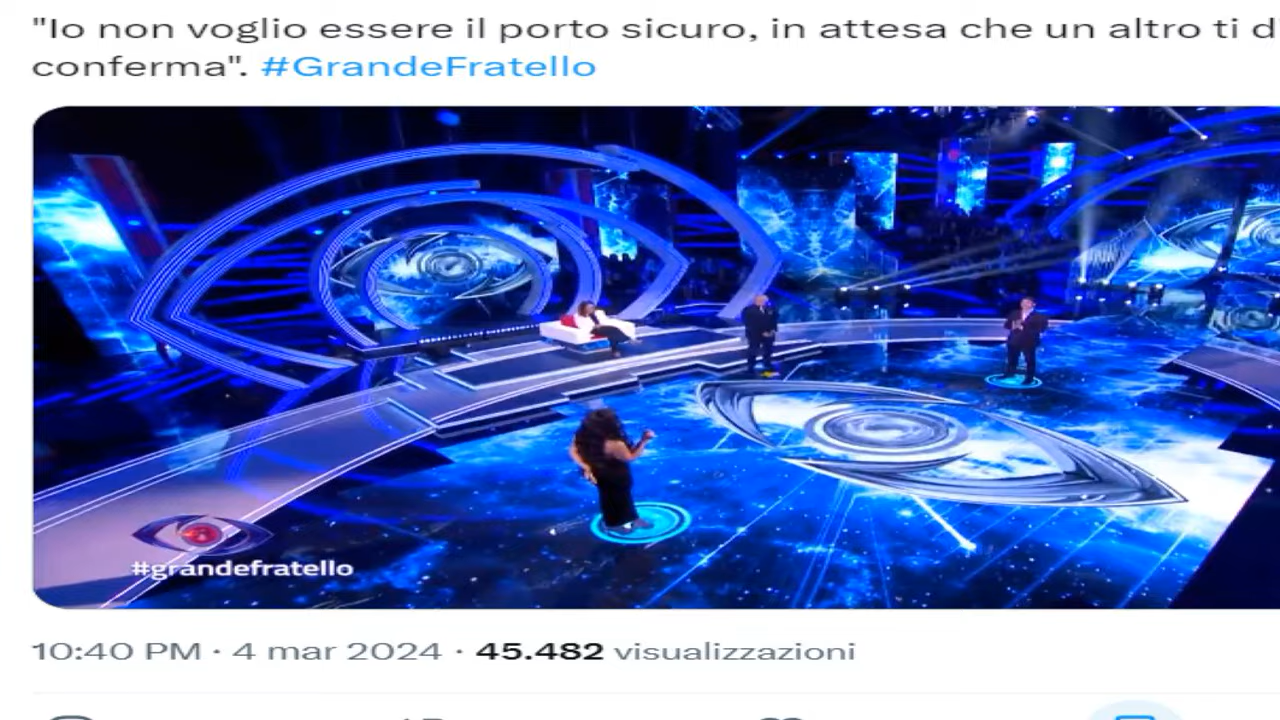 "Io non voglio essere il porto sicuro, in attesa che un altro ti d
conferma". #GrandeFratello
#grandefratello
10:40 PM · 4 mar 2024 · 45.482 visualizzazioni